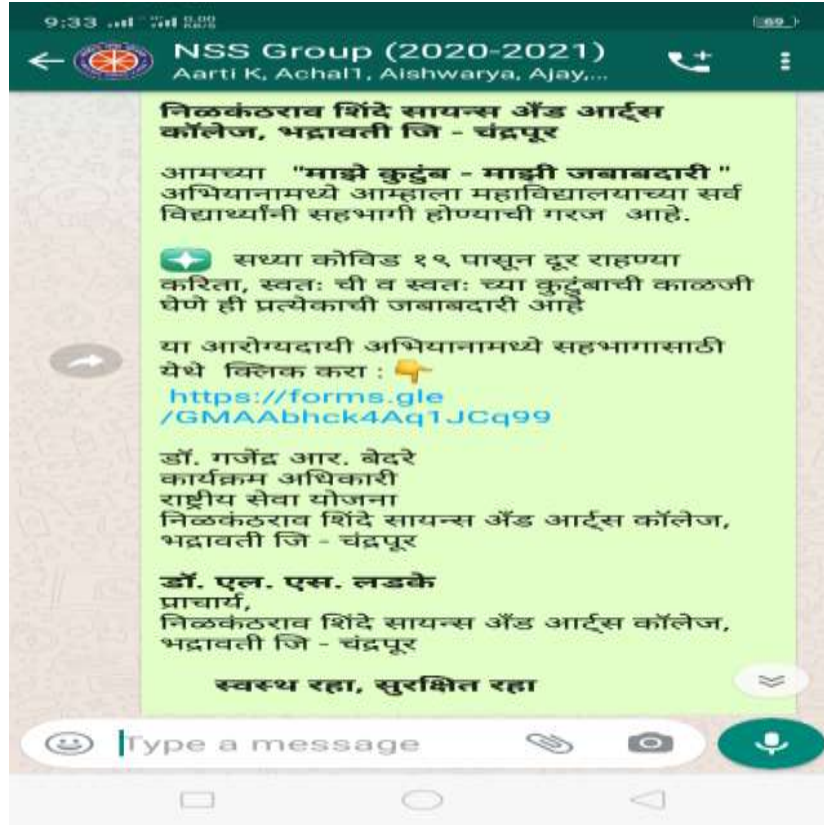 9:33
69
NSS Group (2020-2021)
Aarti K, Achal1, Aishwarya, Ajay,...
निळकंठराव शिंदे सायन्स अँड आर्ट्स
कॉलेज, भद्रावती जि - चंद्रपूर
आमच्या "माझे कुटुंब - माझी जबाबदारी "
अभियानामध्ये आम्हाला महाविद्यालयाच्या सर्व
विद्यार्थ्यांनी सहभागी होण्याची गरज आहे.
सध्या कोविड १९ पासून दूर राहण्या
करिता, स्वतः ची व स्वतः च्या कुटुंबाची काळजी
घेणे ही प्रत्येकाची जबाबदारी आहे
या आरोग्यदायी अभियानामध्ये सहभागासाठी
येथे क्लिक करा : 👇
https://forms.gle
/GMAAbhck4Aq1JCq99
डॉ. गजेंद्र आर. बेदरे
कार्यक्रम अधिकारी
राष्ट्रीय सेवा योजना
निळकंठराव शिंदे सायन्स अँड आर्ट्स कॉलेज,
भद्रावती जि - चंद्रपूर
डॉ. एल. एस. लडके
प्राचार्य,
निळकंठराव शिंदे सायन्स अँड आर्ट्स कॉलेज,
भद्रावती जि - चंद्रपूर
स्वस्थ रहा, सुरक्षित रहा
Type a message